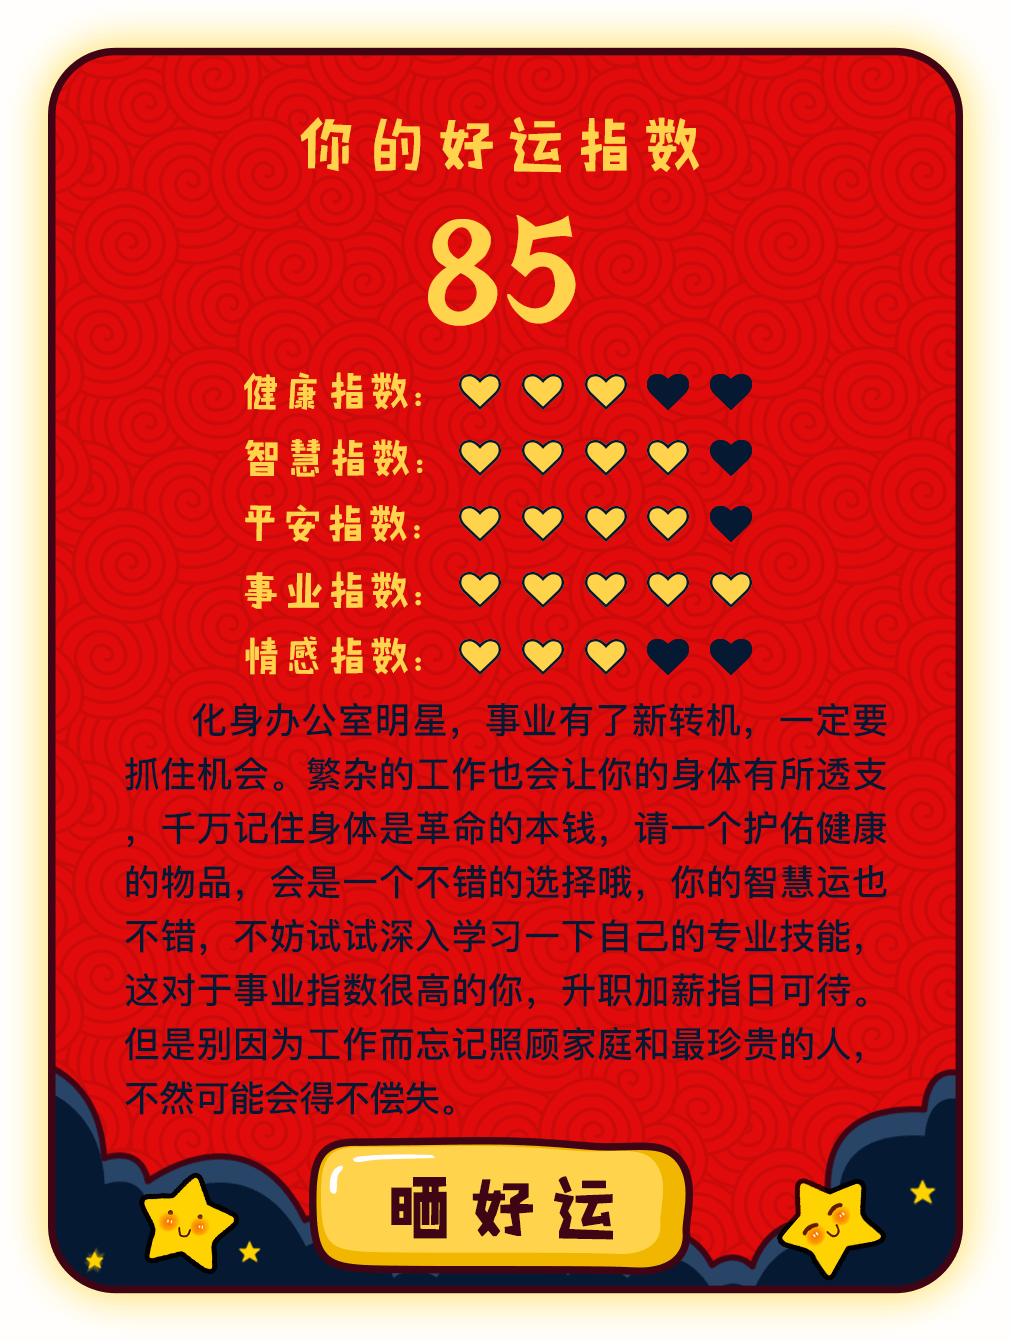 你的好运指数
85
健康指数：
智慧指数：
平安指数：
事业指数：
情感指数：
化身办公室明星，事业有了新转机，一定要
抓住机会。繁杂的工作也会让你的身体有所透支
，千万记住身体是革命的本钱，请一个护佑健康
的物品，会是一个不错的选择哦，你的智慧运也
不错，不妨试试深入学习一下自己的专业技能，
这对于事业指数很高的你，升职加薪指日可待。
但是别因为工作而忘记照顾家庭和最珍贵的人，
不然可能会得不偿失。
晒好运